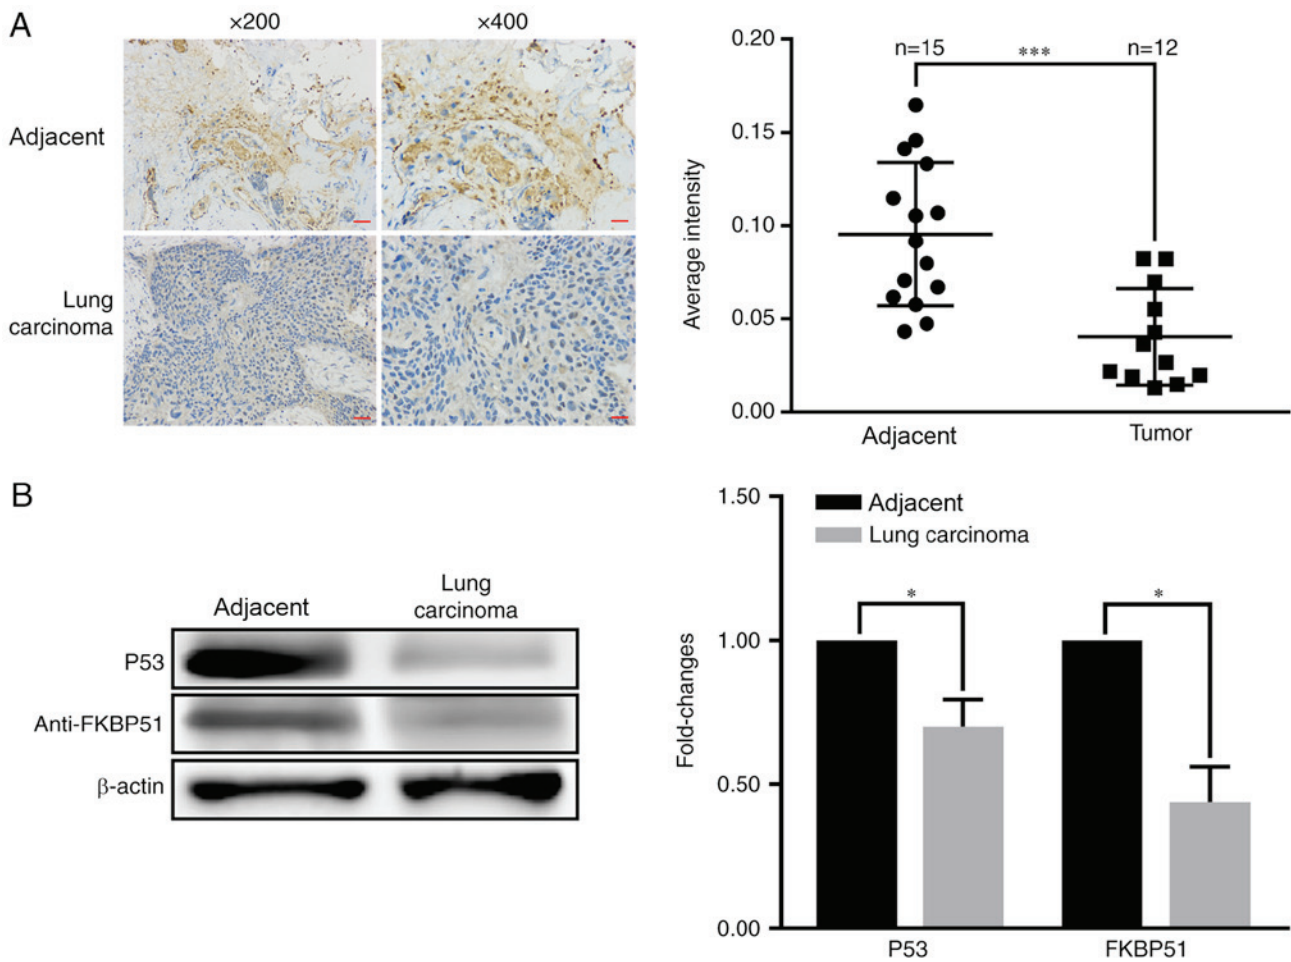 A
×200
×400
Adjacent
Lung
carcinoma
0.20
0.15
0.10
0.05
0.00
Average intensity
n=15
***
n=12
Adjacent
Tumor
B
Adjacent
Lung
carcinoma
P53
Anti-FKBP51
β-actin
1.50
1.00
0.50
0.00
Fold-changes
Adjacent
Lung carcinoma
*
*
P53
FKBP51